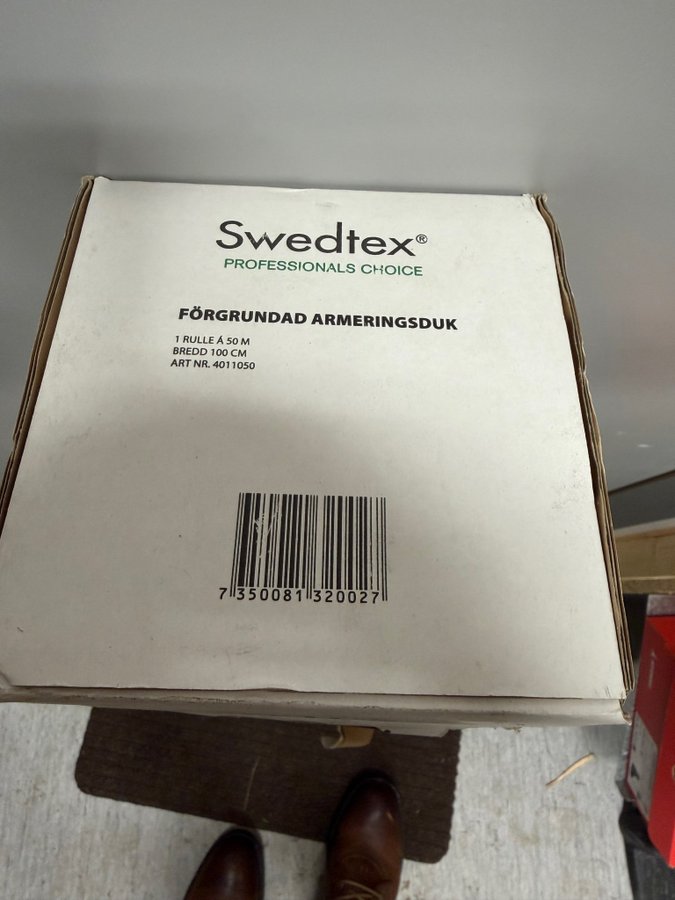 Swedtex®
PROFESSIONALS CHOICE
FÖRGRUNDAD ARMERINGSDUK
1 RULLE Á 50 M
BREDD 100 CM
ART NR. 4011050
7 350081 320027